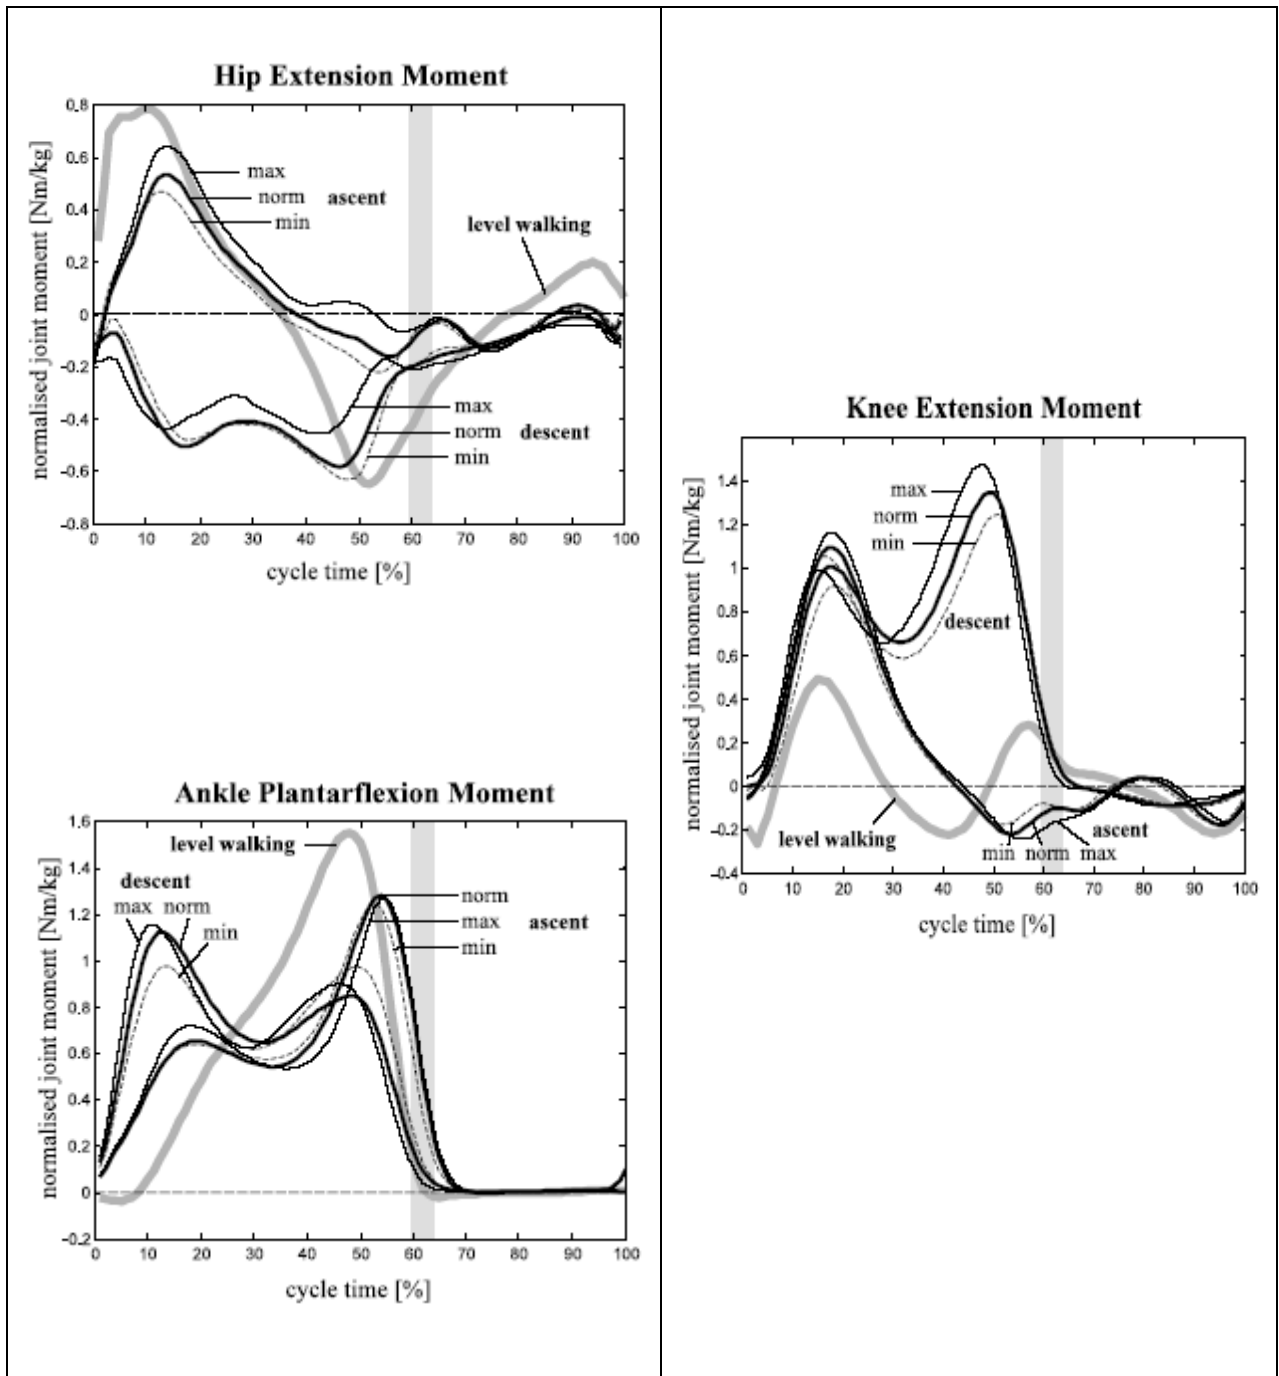 Hip Extension Moment
normalised joint moment [Nm/kg]
0.8
0.6
0.4
0.2
0
-0.2
-0.4
-0.6
-0.8
max
norm ascent
min
level walking
max
norm descent
min
0 10 20 30 40 50 60 70 80 90 100
cycle time [%]
Ankle Plantarflexion Moment
normalised joint moment [Nm/kg]
1.6
1.4
1.2
1
0.8
0.6
0.4
0.2
0
-0.2
level walking
descent
max norm
min
norm
max ascent
min
0 10 20 30 40 50 60 70 80 90 100
cycle time [%]
Knee Extension Moment
normalised joint moment [Nm/kg]
1.4
1.2
1
0.8
0.6
0.4
0.2
0
-0.2
-0.4
max
norm
min
descent
level walking
ascent
min norm max
0 10 20 30 40 50 60 70 80 90 100
cycle time [%]